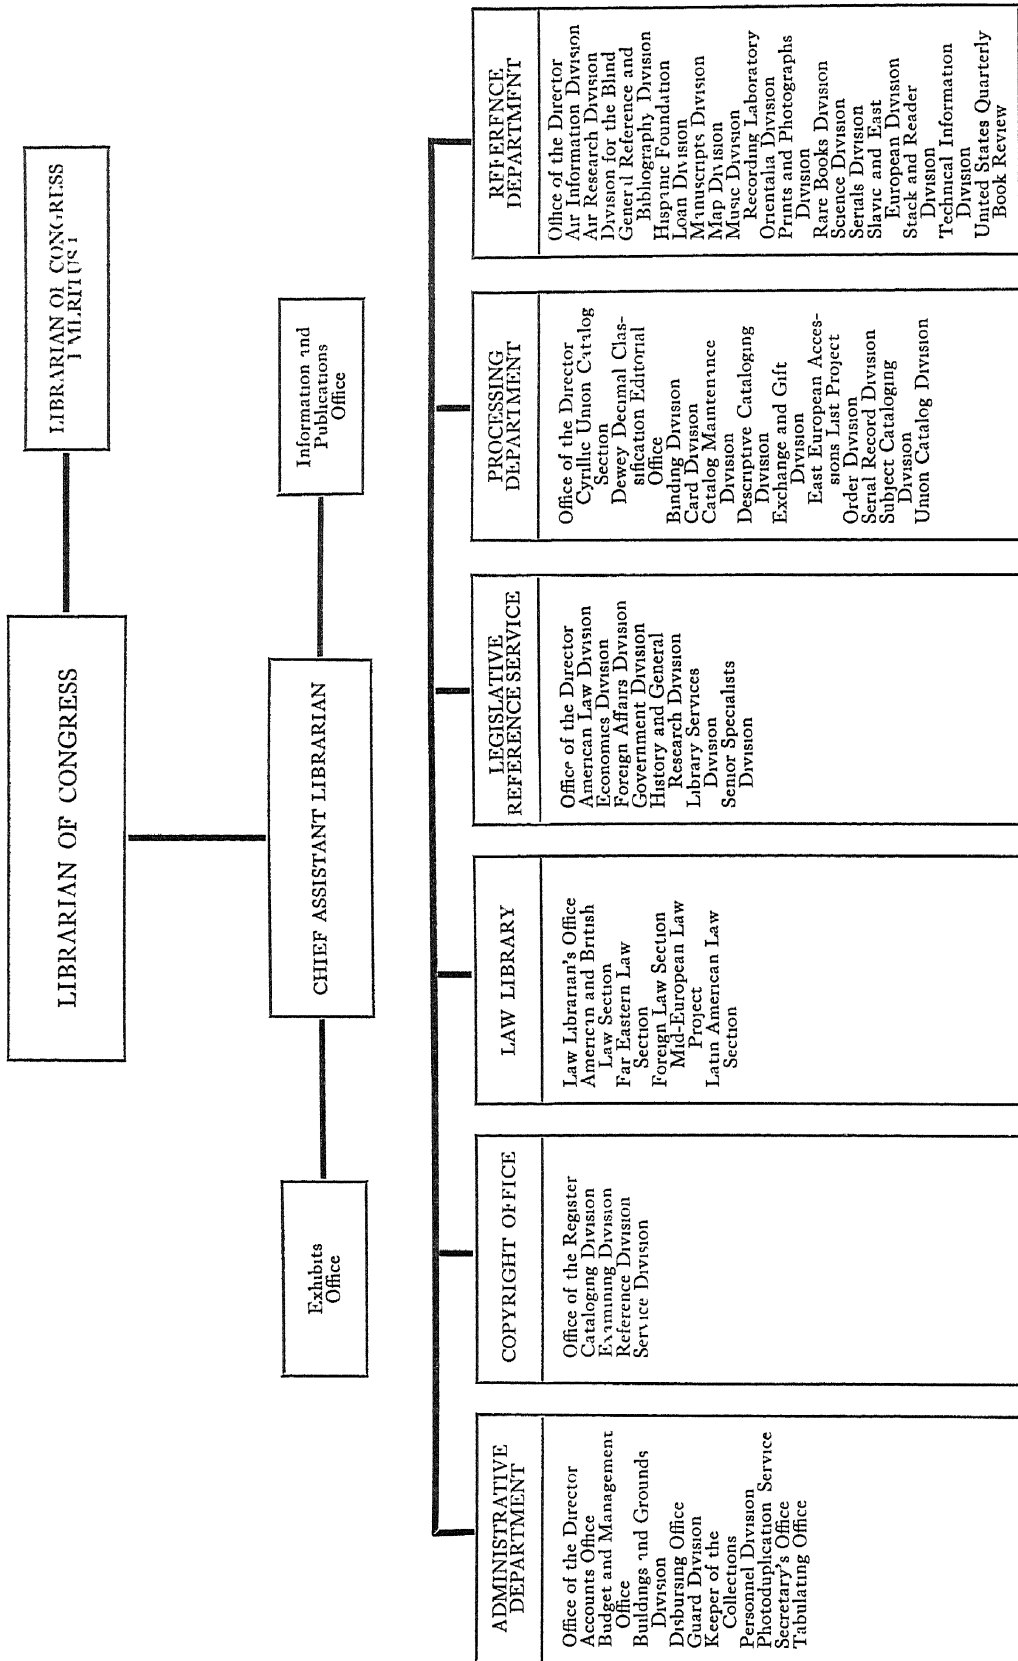 LIBRARIAN OF CONGRESS
LIBRARIAN OF CONGRESS
EMERITUS
CHIEF ASSISTANT LIBRARIAN
Exhibits
Office
Information and
Publications
Office
ADMINISTRATIVE
DEPARTMENT
Office of the Director
Accounts Office
Budget and Management
Office
Buildings and Grounds
Division
Disbursing Office
Guard Division
Keeper of the
Collections
Personnel Division
Photoduplication Service
Secretary's Office
Tabulating Office
COPYRIGHT OFFICE
Office of the Register
Cataloging Division
Examining Division
Reference Division
Service Division
LAW LIBRARY
Law Librarian's Office
American and British
Law Section
Far Eastern Law
Section
Foreign Law Section
Mid-European Law
Project
Latin American Law
Section
LEGISLATIVE
REFERENCE SERVICE
Office of the Director
American Law Division
Economics Division
Foreign Affairs Division
Government Division
History and General
Research Division
Library Services
Division
Senior Specialists
Division
PROCESSING
DEPARTMENT
Office of the Director
Cyrillic Union Catalog
Section
Dewey Decimal Clas-
sification Editorial
Office
Binding Division
Card Division
Catalog Maintenance
Division
Descriptive Cataloging
Division
Exchange and Gift
Division
East European Acces-
sions List Project
Order Division
Serial Record Division
Subject Cataloging
Division
Union Catalog Division
REFERENCE
DEPARTMENT
Office of the Director
Air Information Division
Air Research Division
Division for the Blind
General Reference and
Bibliography Division
Hispanic Foundation
Loan Division
Manuscripts Division
Map Division
Music Division
Recording Laboratory
Orientalia Division
Prints and Photographs
Division
Rare Books Division
Science Division
Serials Division
Slavic and East
European Division
Stack and Reader
Division
Technical Information
Division
United States Quarterly
Book Review